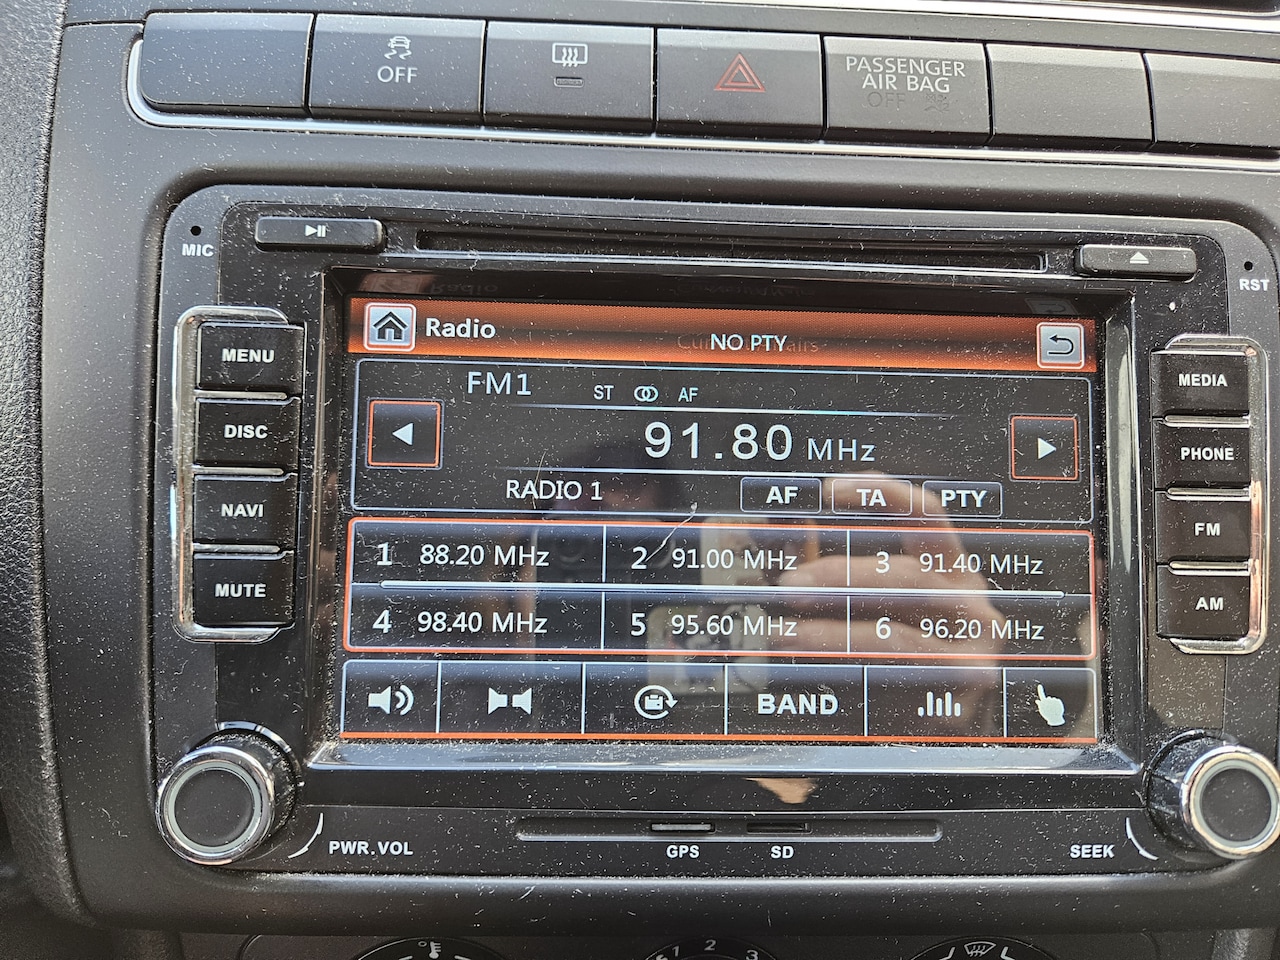 OFF
PASSENGER
AIR BAG
OFF
MIC
RST
Radio
NO PTY
MENU
DISC
NAVI
MUTE
MEDIA
PHONE
FM
AM
FM1
ST AF
91.80 MHz
RADIO 1
AF TA PTY
1 88.20 MHz 2 91.00 MHz 3 91.40 MHz
4 98.40 MHz 5 95.60 MHz 6 96.20 MHz
BAND
PWR.VOL
GPS SD
SEEK
1 2 3